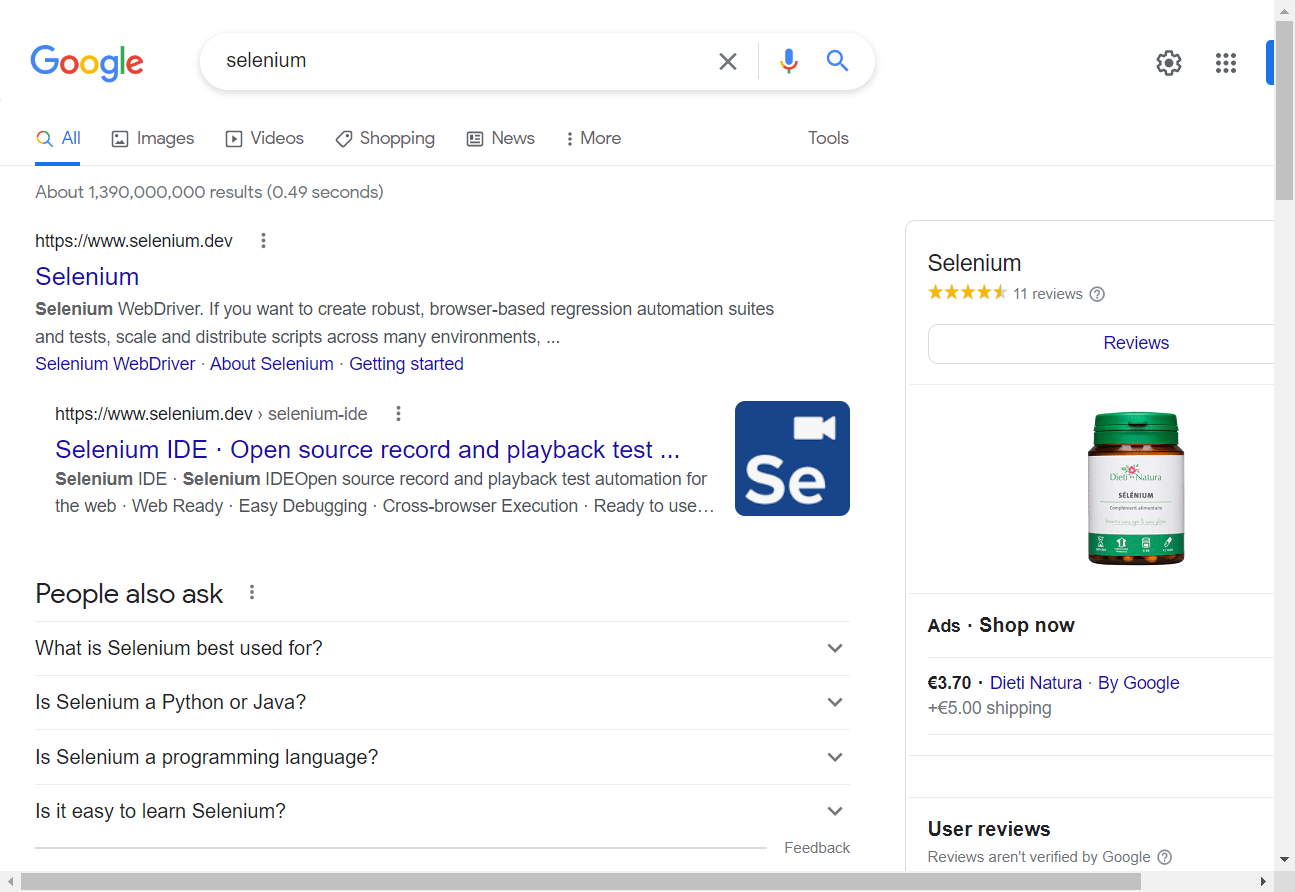 Google
selenium
All
Images
Videos
Shopping
News
More
Tools
About 1,390,000,000 results (0.49 seconds)
https://www.selenium.dev
Selenium
Selenium WebDriver. If you want to create robust, browser-based regression automation suites
and tests, scale and distribute scripts across many environments, ...
Selenium WebDriver · About Selenium · Getting started
https://www.selenium.dev › selenium-ide
Selenium IDE · Open source record and playback test ...
Selenium IDE · Selenium IDEOpen source record and playback test automation for
the web · Web Ready · Easy Debugging · Cross-browser Execution · Ready to use…
Se
People also ask
What is Selenium best used for?
Is Selenium a Python or Java?
Is Selenium a programming language?
Is it easy to learn Selenium?
Feedback
Selenium
11 reviews
Reviews
Dieti Natura
SÉLÉNIUM
Complément alimentaire
Ads · Shop now
€3.70 · Dieti Natura · By Google
+€5.00 shipping
User reviews
Reviews aren't verified by Google